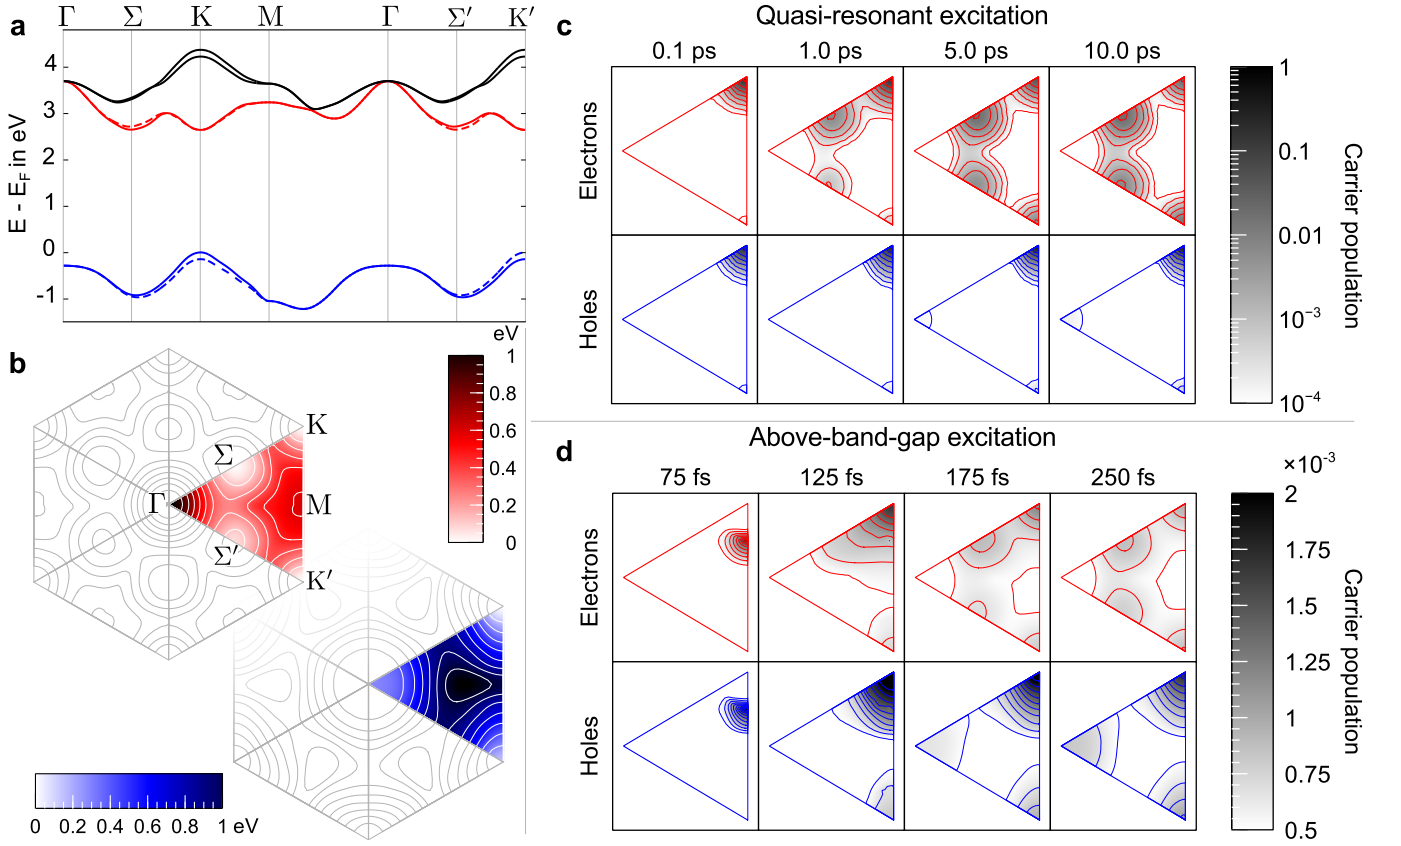 a
Γ Σ K M Γ Σ′ K′
E - E_F in eV
4
3
2
1
0
-1
b
eV
1
0.8
0.6
0.4
0.2
0
K
Σ
Γ
M
Σ′
K′
0 0.2 0.4 0.6 0.8 1 eV
c
Quasi-resonant excitation
0.1 ps 1.0 ps 5.0 ps 10.0 ps
Electrons
Holes
1
0.1
0.01
10⁻³
10⁻⁴
Carrier population
d
Above-band-gap excitation
75 fs 125 fs 175 fs 250 fs
Electrons
Holes
×10⁻³
2
1.75
1.5
1.25
1
0.75
0.5
Carrier population